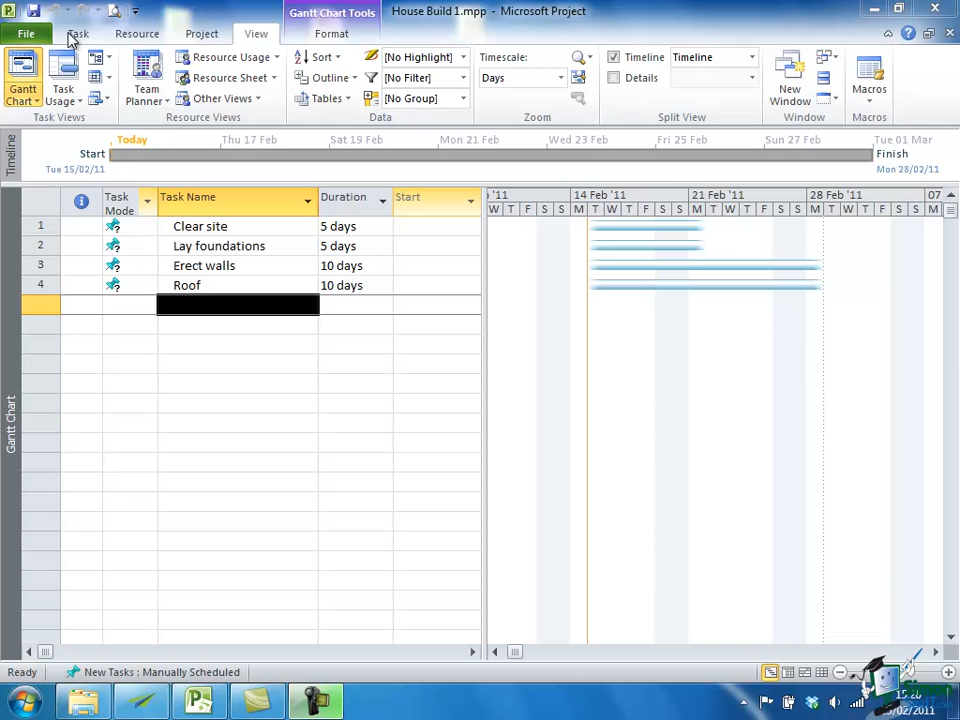 Gantt Chart Tools
House Build 1.mpp - Microsoft Project
File Task Resource Project View Format
Gantt Chart
Task Usage
Task Views
Team Planner
Resource Usage
Resource Sheet
Other Views
Resource Views
Sort
Outline
Tables
[No Highlight]
[No Filter]
[No Group]
Data
Timescale:
Days
Zoom
Timeline Timeline
Details
Split View
New Window
Window
Macros
Macros
Timeline
Today Thu 17 Feb Sat 19 Feb Mon 21 Feb Wed 23 Feb Fri 25 Feb Sun 27 Feb Tue 01 Mar
Start Finish
Tue 15/02/11 Mon 28/02/11
Task Mode Task Name Duration Start
'11 14 Feb '11 21 Feb '11 28 Feb '11 07
W T F S S M T W T F S S M T W T F S S M T W T F S S M
1 Clear site 5 days
2 Lay foundations 5 days
3 Erect walls 10 days
4 Roof 10 days
Gantt Chart
Ready New Tasks : Manually Scheduled